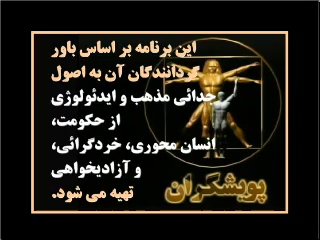 این برنامه بر اساس باور
گردانندگان آن به اصول
جدائی مذهب و ایدئولوژی
از حکومت،
انسان محوری، خردگرائی،
و آزادیخواهی
تهیه می شود.
پویشگران